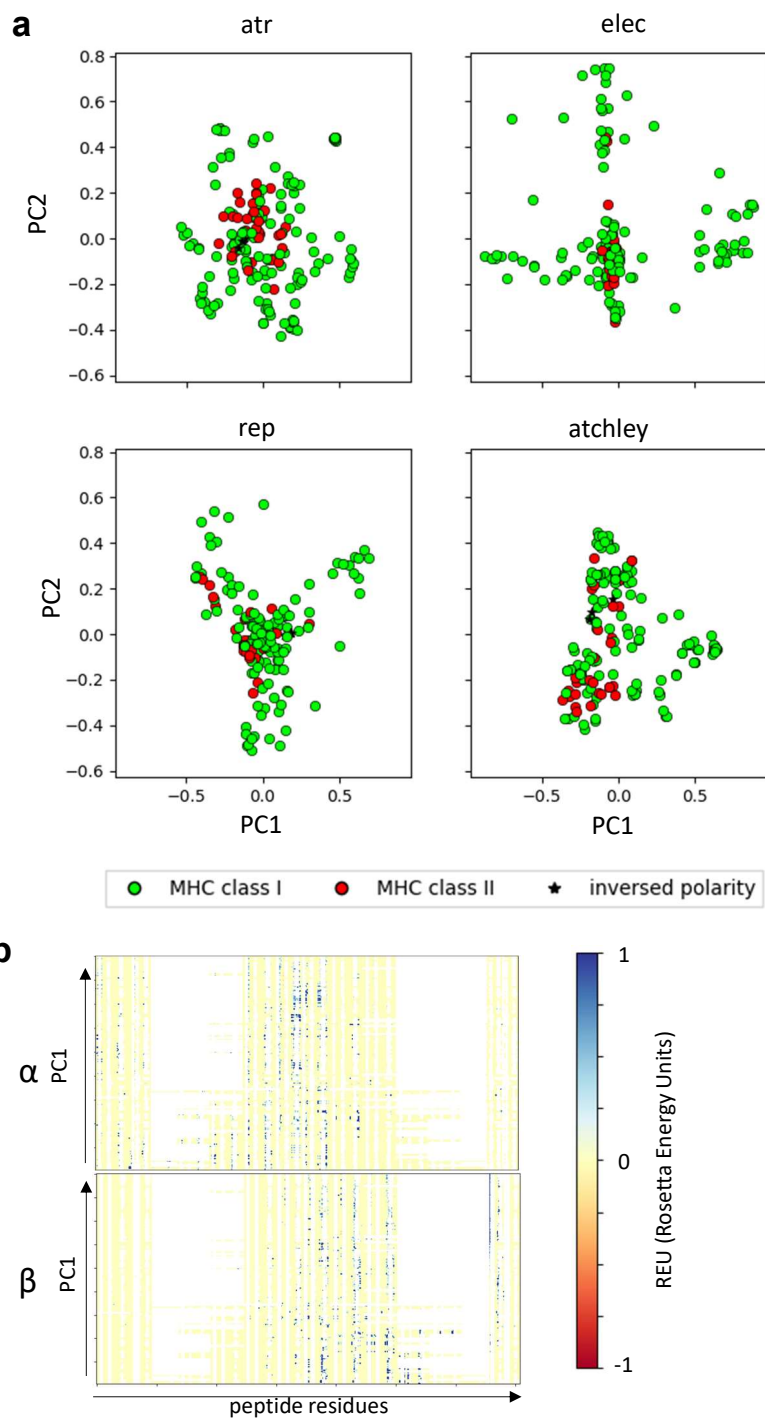 a
atr
elec
0.8
0.6
0.4
0.2
0.0
−0.2
−0.4
−0.6
PC2
rep
atchley
0.8
0.6
0.4
0.2
0.0
−0.2
−0.4
−0.6
PC2
−0.5 0.0 0.5
−0.5 0.0 0.5
PC1
PC1
MHC class I MHC class II inversed polarity
b
α
PC1
β
PC1
peptide residues
1
0
-1
REU (Rosetta Energy Units)